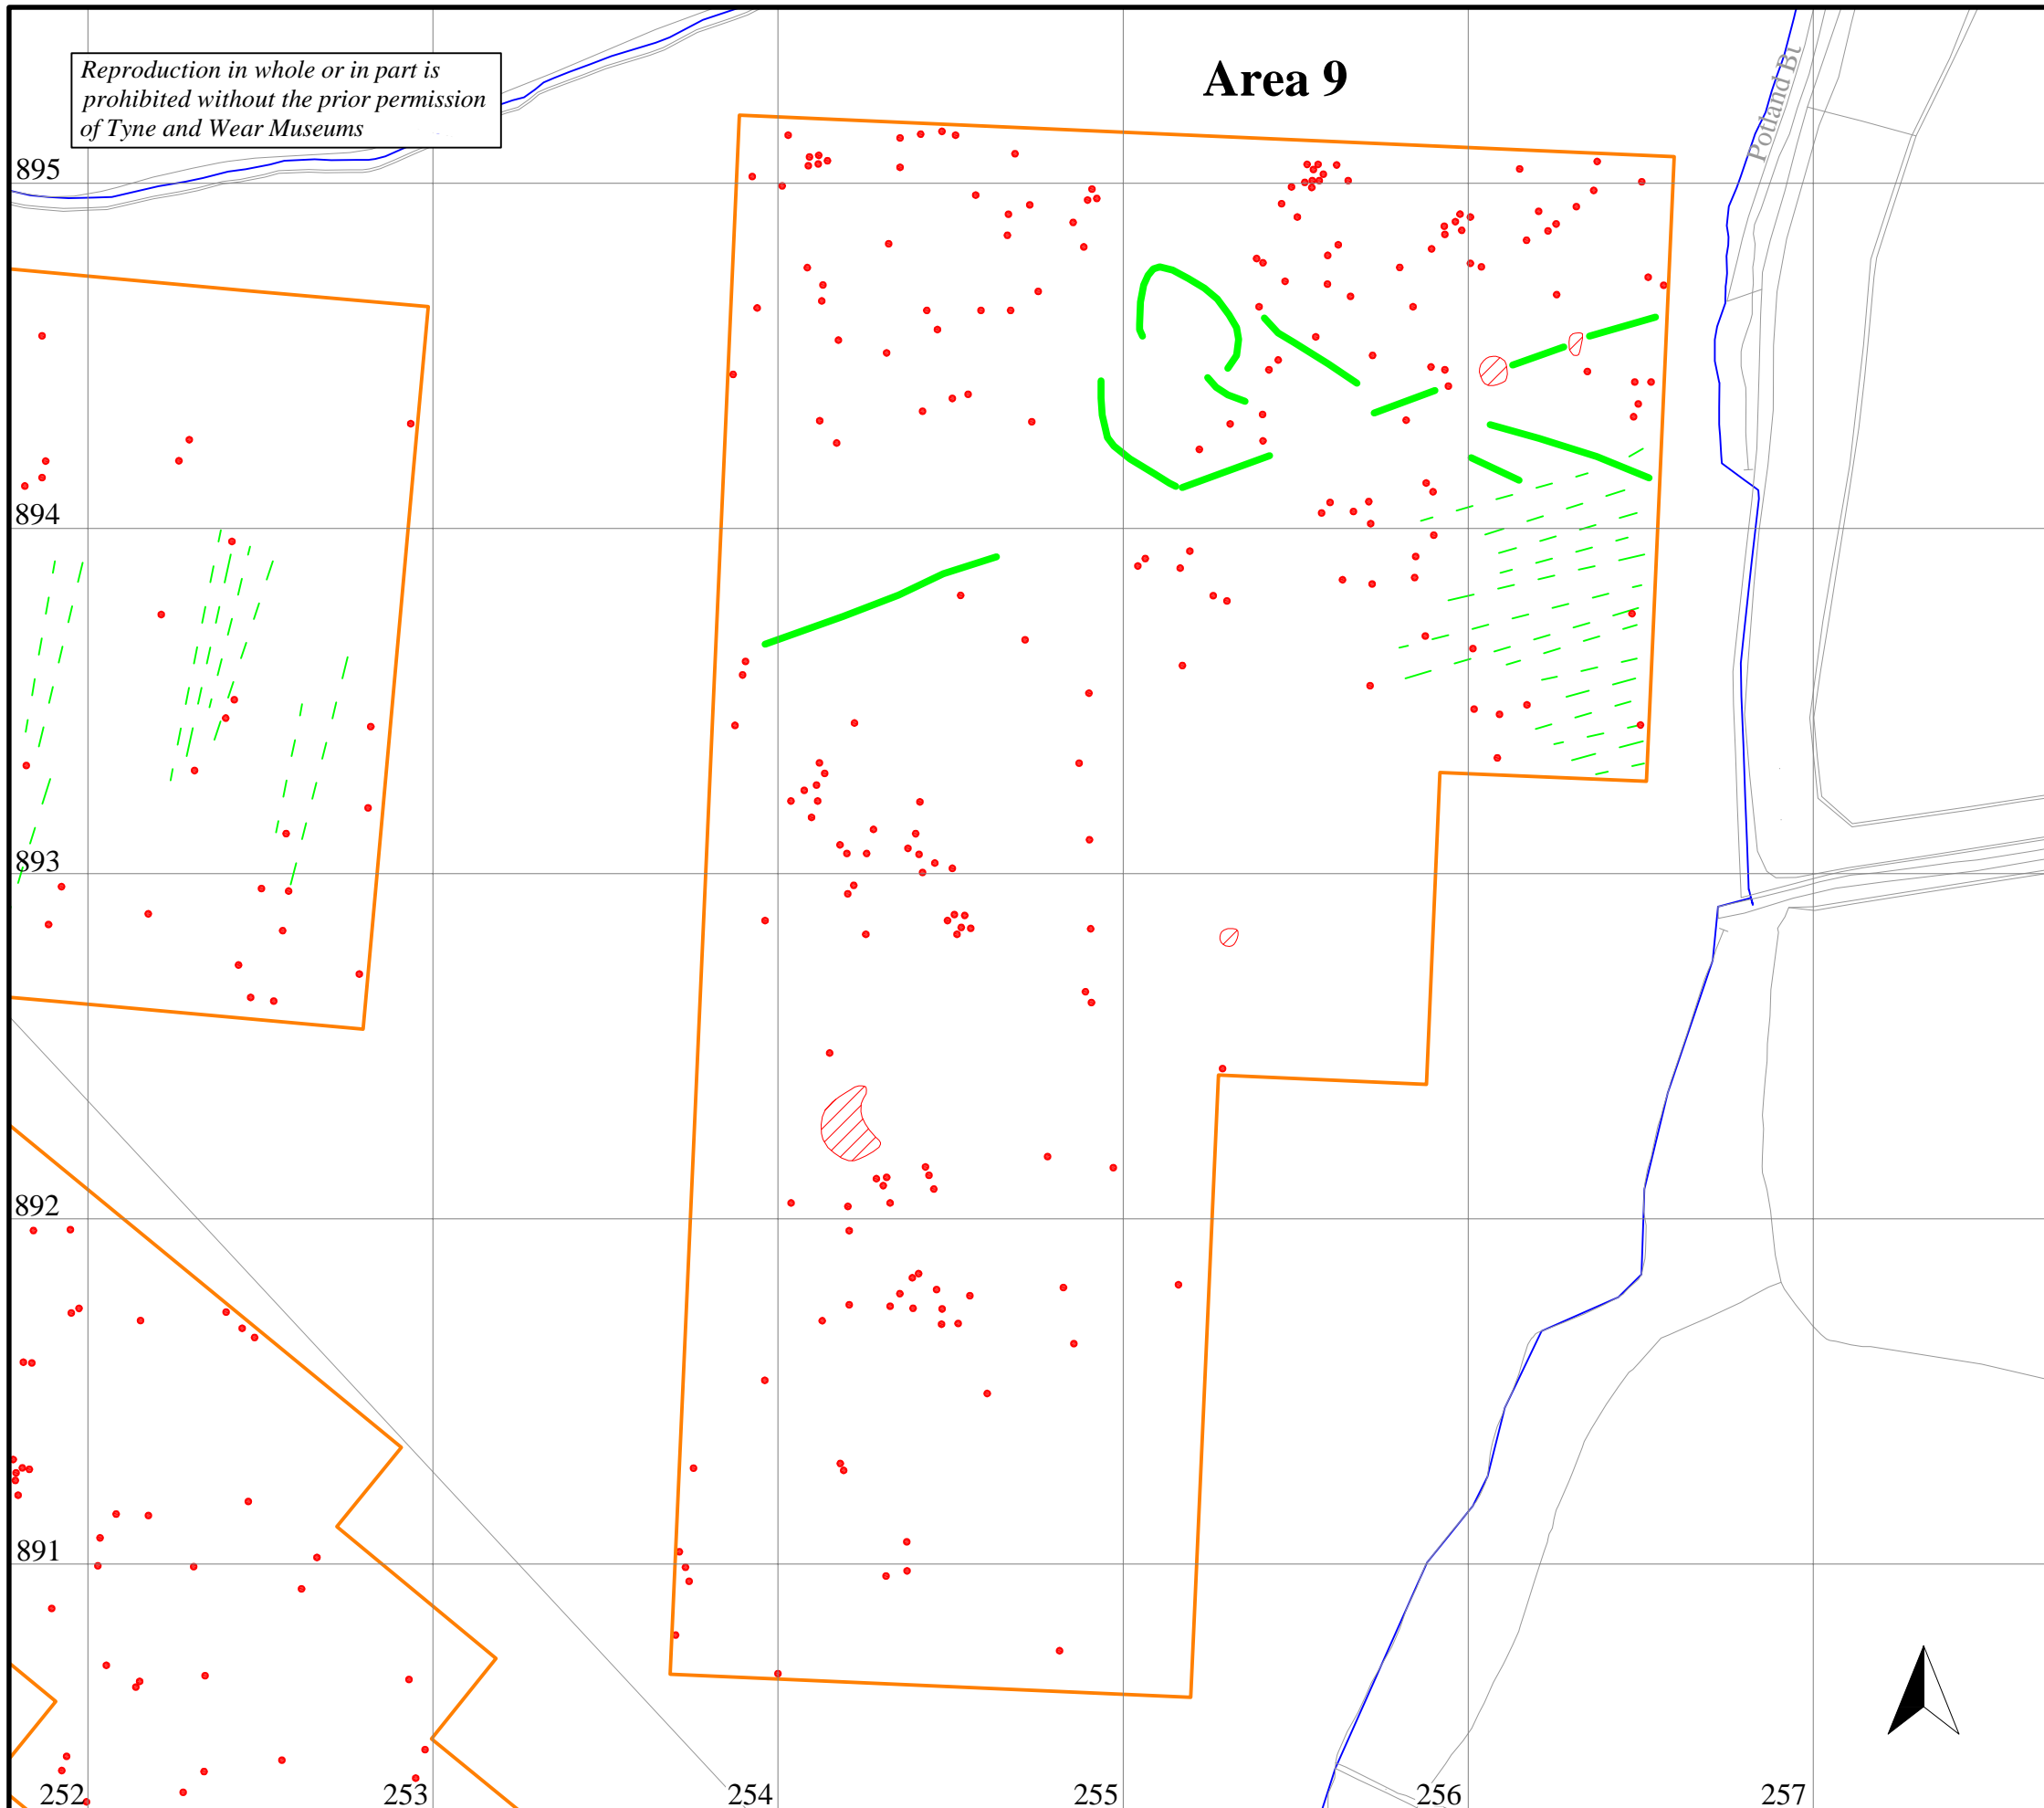 Reproduction in whole or in part is
prohibited without the prior permission
of Tyne and Wear Museums
Area 9
895
894
893
892
891
252
253
254
255
256
257
Potland